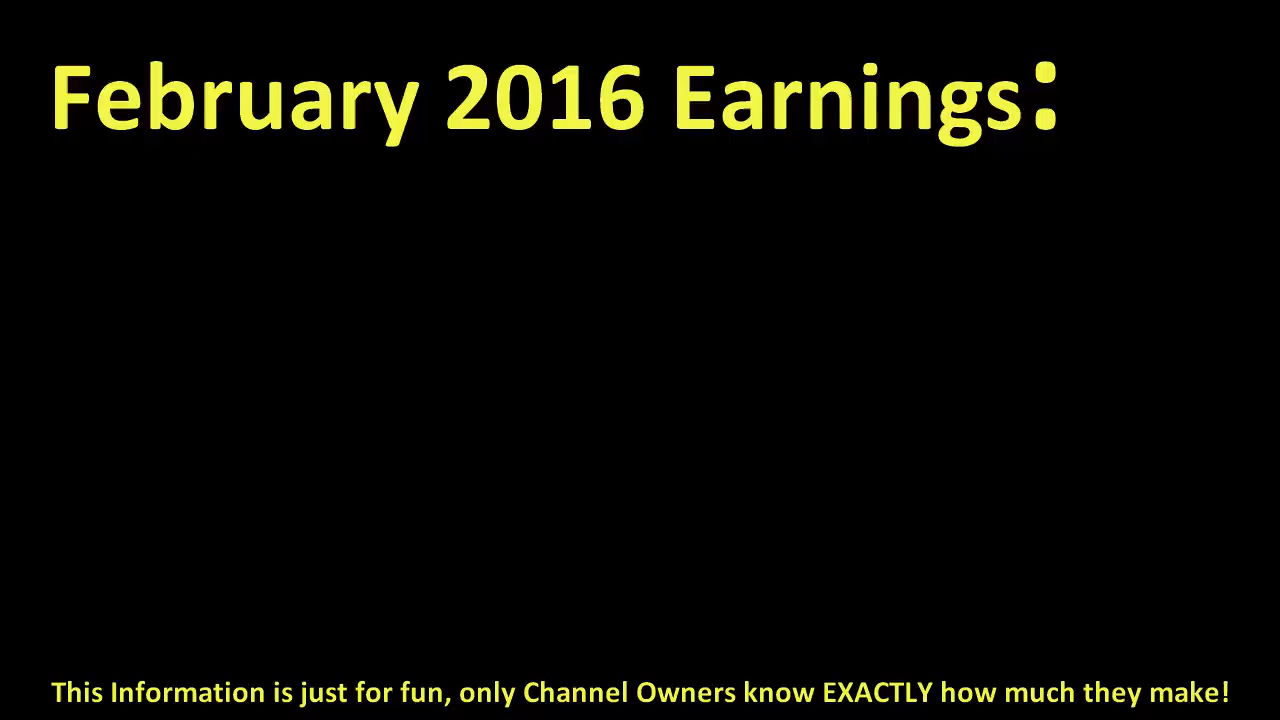 February 2016 Earnings:
This Information is just for fun, only Channel Owners know EXACTLY how much they make!